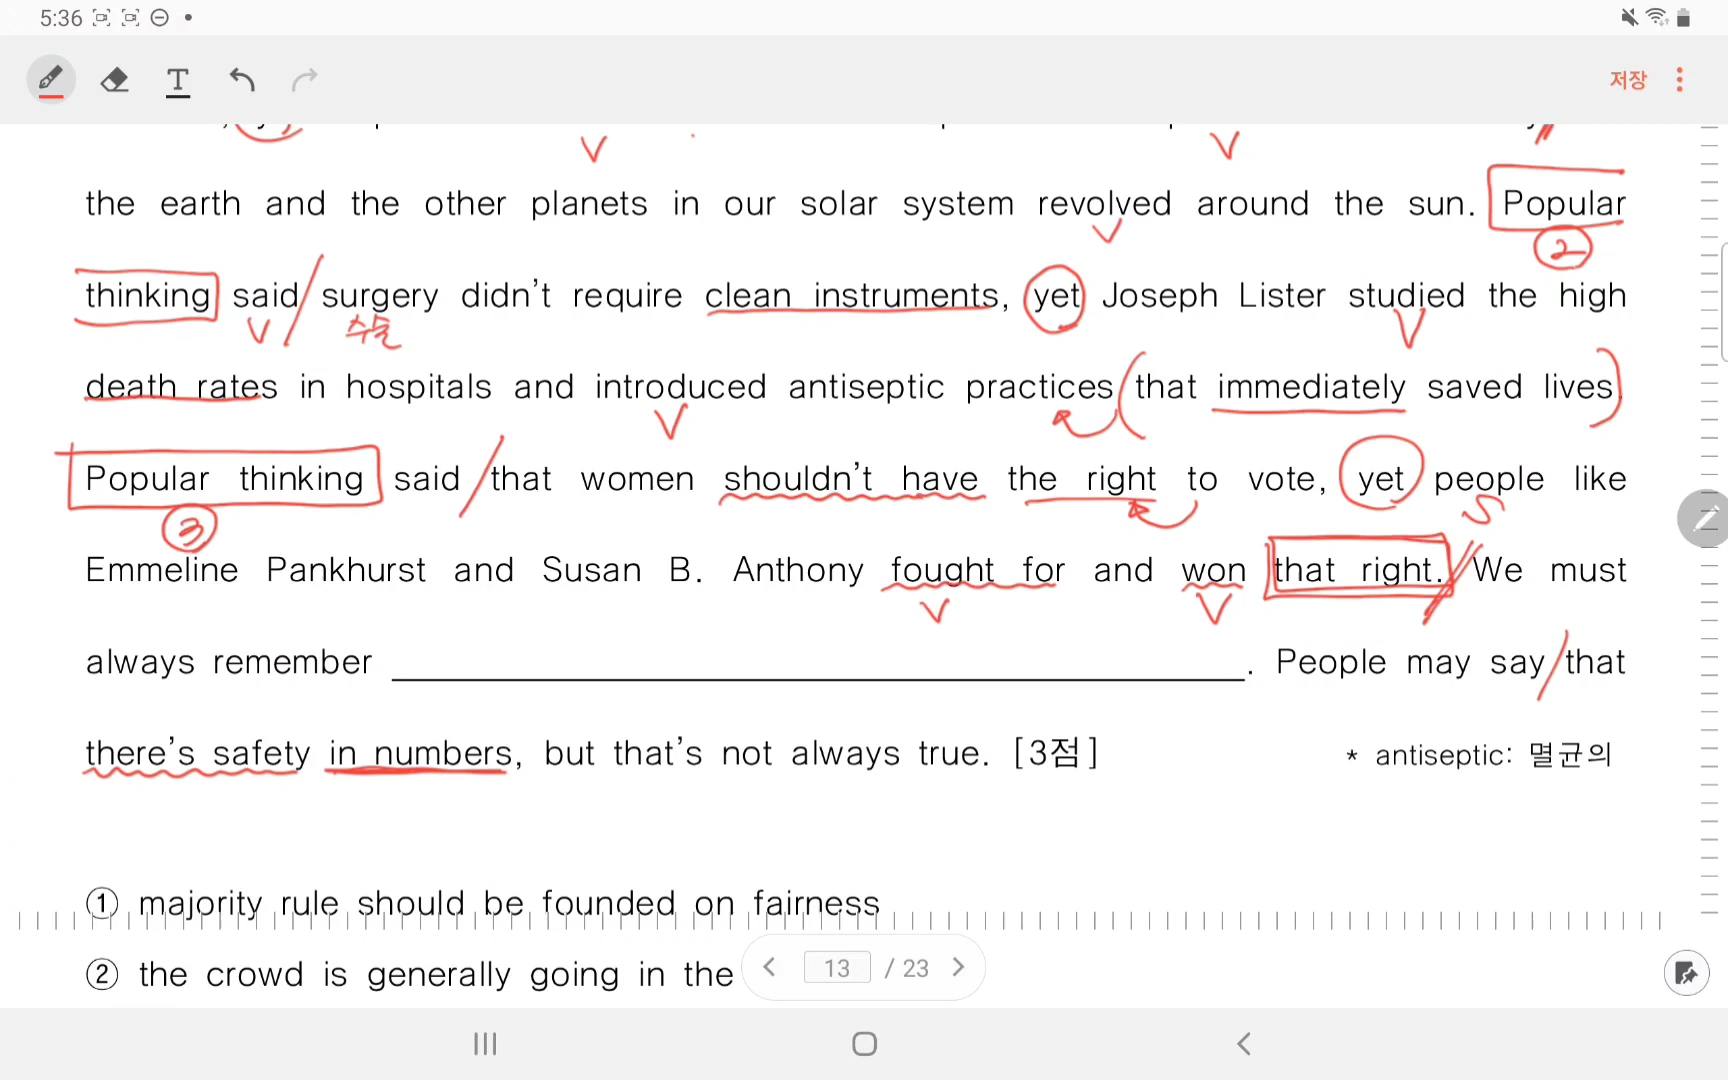 5:36
T
저장
the earth and the other planets in our solar system revolved around the sun. Popular
②
thinking said surgery didn't require clean instruments, yet Joseph Lister studied the high
수술
death rates in hospitals and introduced antiseptic practices that immediately saved lives.
Popular thinking said that women shouldn't have the right to vote, yet people like
③ S
Emmeline Pankhurst and Susan B. Anthony fought for and won that right. We must
always remember ____________. People may say that
there's safety in numbers, but that's not always true. [3점] * antiseptic: 멸균의
① majority rule should be founded on fairness
② the crowd is generally going in the
13 / 23